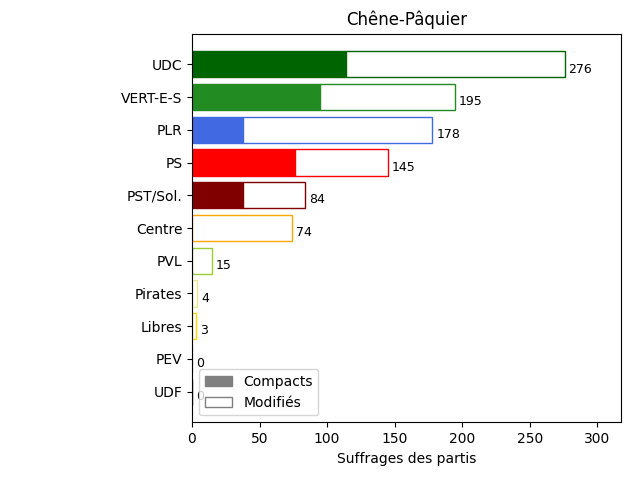 Chêne-Pâquier
UDC 276
VERT-E-S 195
PLR 178
PS 145
PST/Sol. 84
Centre 74
PVL 15
Pirates 4
Libres 3
PEV 0
UDF 0
Compacts
Modifiés
0 50 100 150 200 250 300
Suffrages des partis